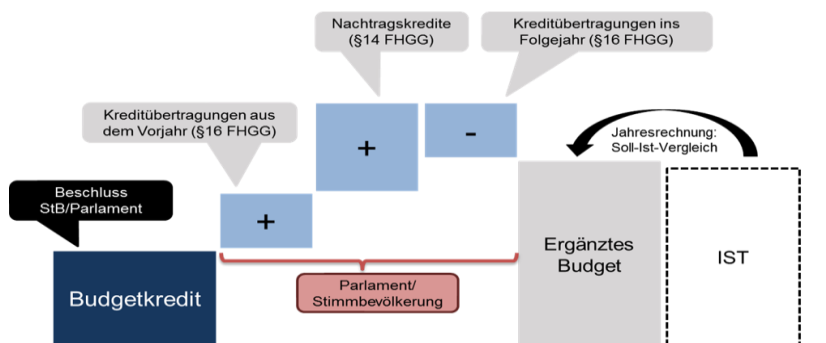 Nachtragskredite
(§14 FHGG)
Kreditübertragungen ins
Folgejahr (§16 FHGG)
Kreditübertragungen aus
dem Vorjahr (§16 FHGG)
Jahresrechnung:
Soll-Ist-Vergleich
+
-
Beschluss
StB/Parlament
+
Ergänztes
Budget
IST
Budgetkredit
Parlament/
Stimmbevölkerung